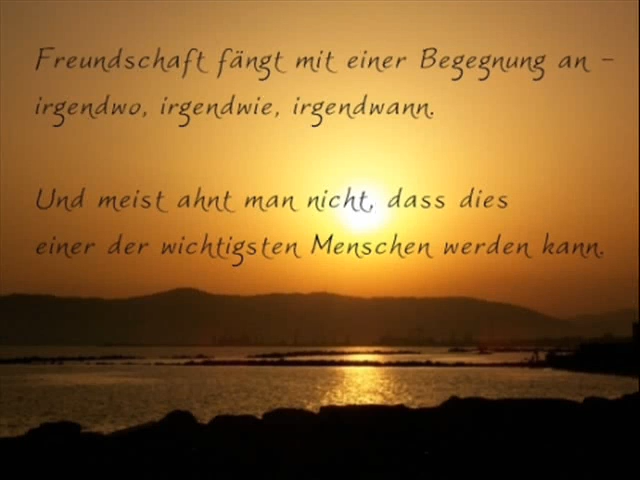 Freundschaft fängt mit einer Begegnung an -
irgendwo, irgendwie, irgendwann.
Und meist ahnt man nicht, dass dies
einer der wichtigsten Menschen werden kann.